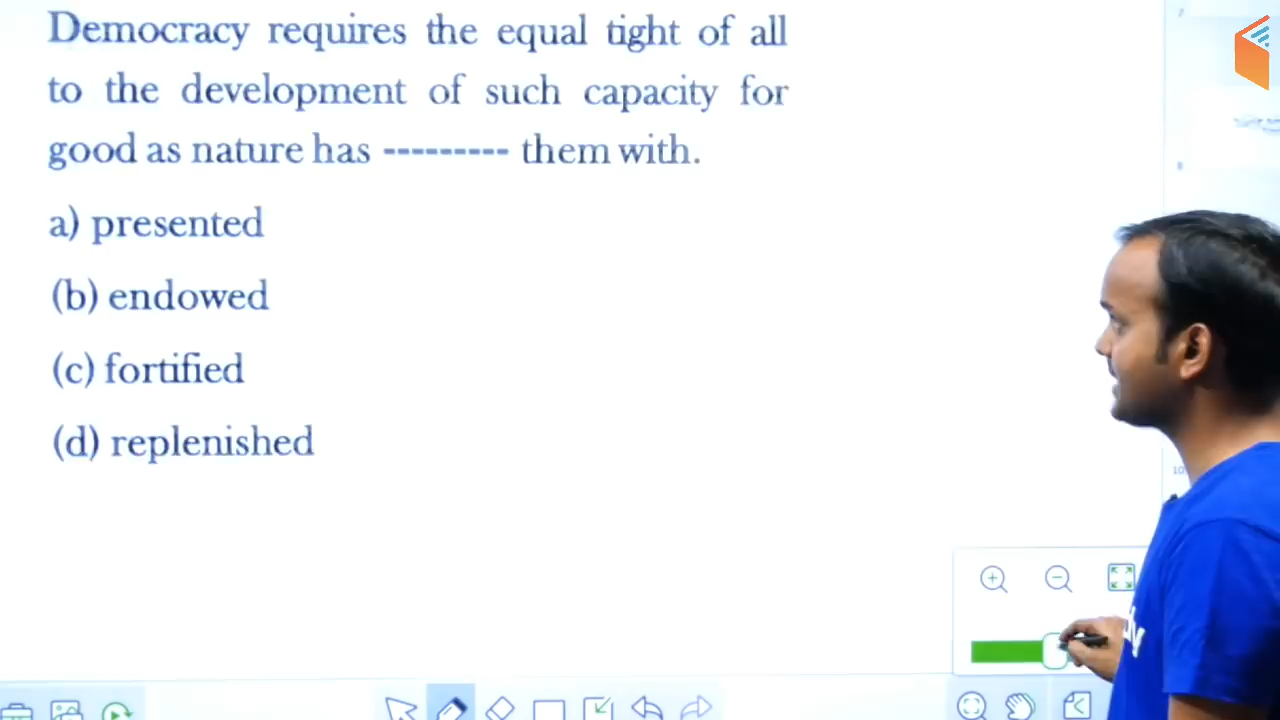 Democracy requires the equal tight of all
to the development of such capacity for
good as nature has --------- them with.
a) presented
(b) endowed
(c) fortified
(d) replenished